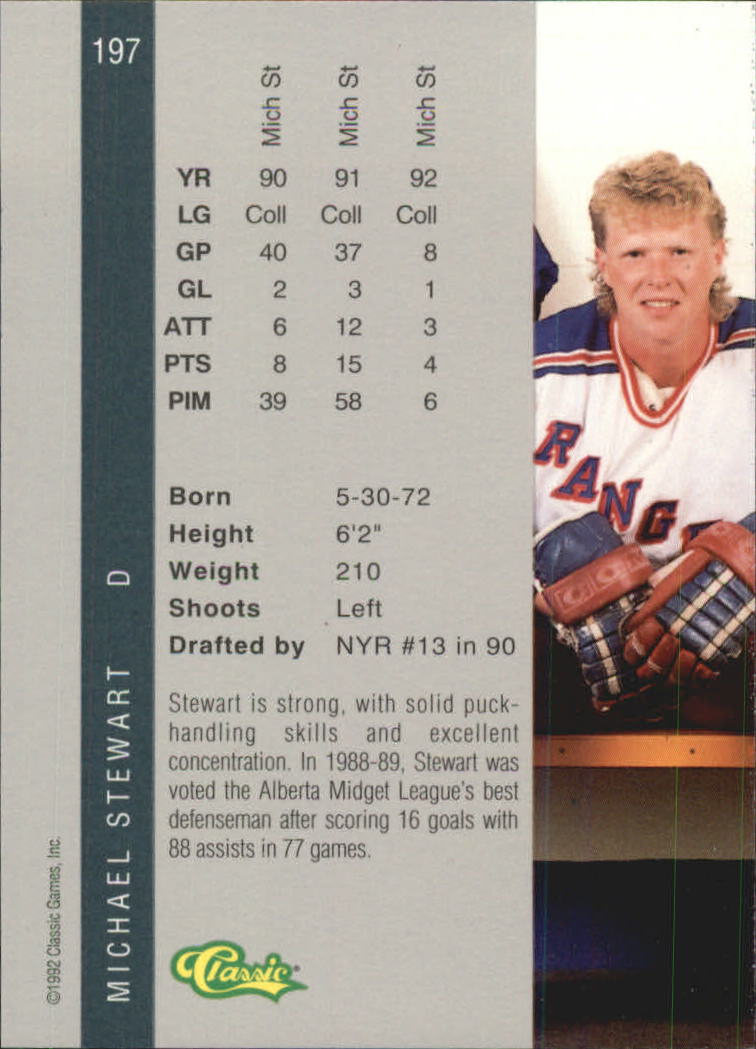 197
Mich St Mich St Mich St
YR 90 91 92
LG Coll Coll Coll
GP 40 37 8
GL 2 3 1
ATT 6 12 3
PTS 8 15 4
PIM 39 58 6
Born 5-30-72
Height 6'2"
Weight 210
Shoots Left
Drafted by NYR #13 in 90
Stewart is strong, with solid puck-
handling skills and excellent
concentration. In 1988-89, Stewart was
voted the Alberta Midget League's best
defenseman after scoring 16 goals with
88 assists in 77 games.
Classic
MICHAEL STEWART D
©1992 Classic Games, Inc.
RANGE